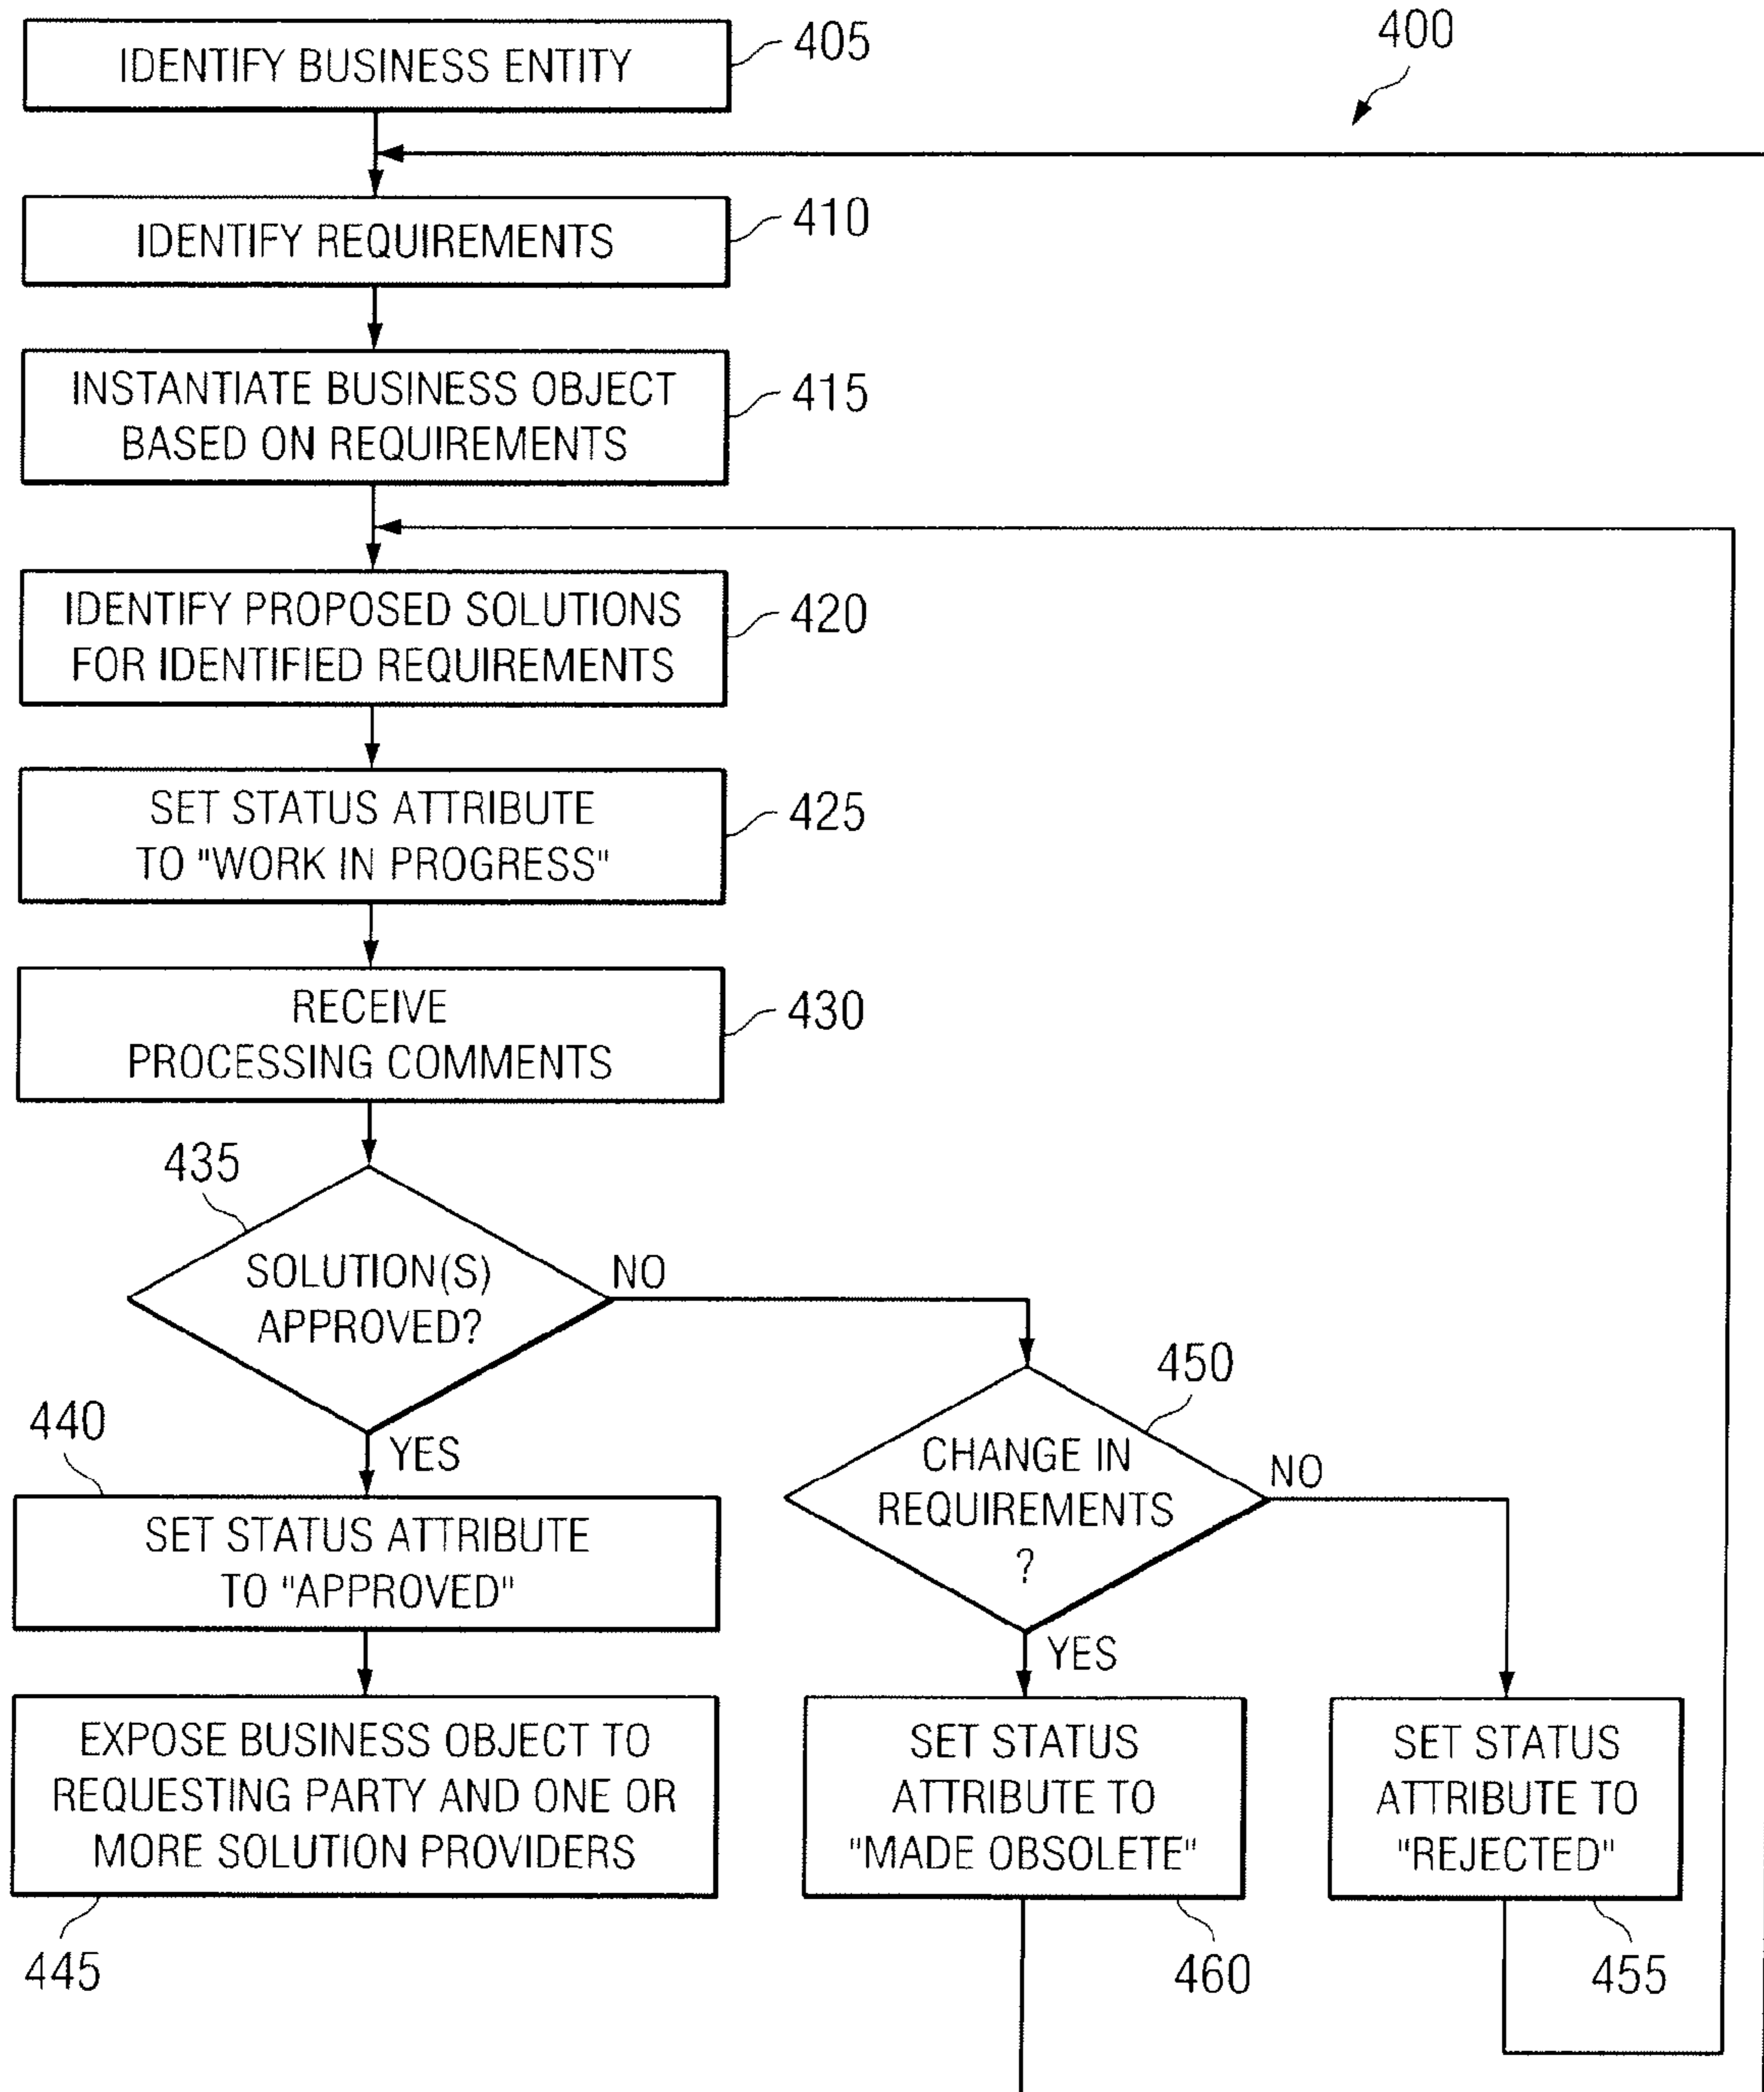 IDENTIFY BUSINESS ENTITY
405
400
IDENTIFY REQUIREMENTS
410
INSTANTIATE BUSINESS OBJECT
BASED ON REQUIREMENTS
415
IDENTIFY PROPOSED SOLUTIONS
FOR IDENTIFIED REQUIREMENTS
420
SET STATUS ATTRIBUTE
TO "WORK IN PROGRESS"
425
RECEIVE
PROCESSING COMMENTS
430
435
SOLUTION(S)
APPROVED?
NO
YES
450
CHANGE IN
REQUIREMENTS
?
NO
YES
440
SET STATUS ATTRIBUTE
TO "APPROVED"
EXPOSE BUSINESS OBJECT TO
REQUESTING PARTY AND ONE OR
MORE SOLUTION PROVIDERS
445
SET STATUS
ATTRIBUTE TO
"MADE OBSOLETE"
460
SET STATUS
ATTRIBUTE TO
"REJECTED"
455